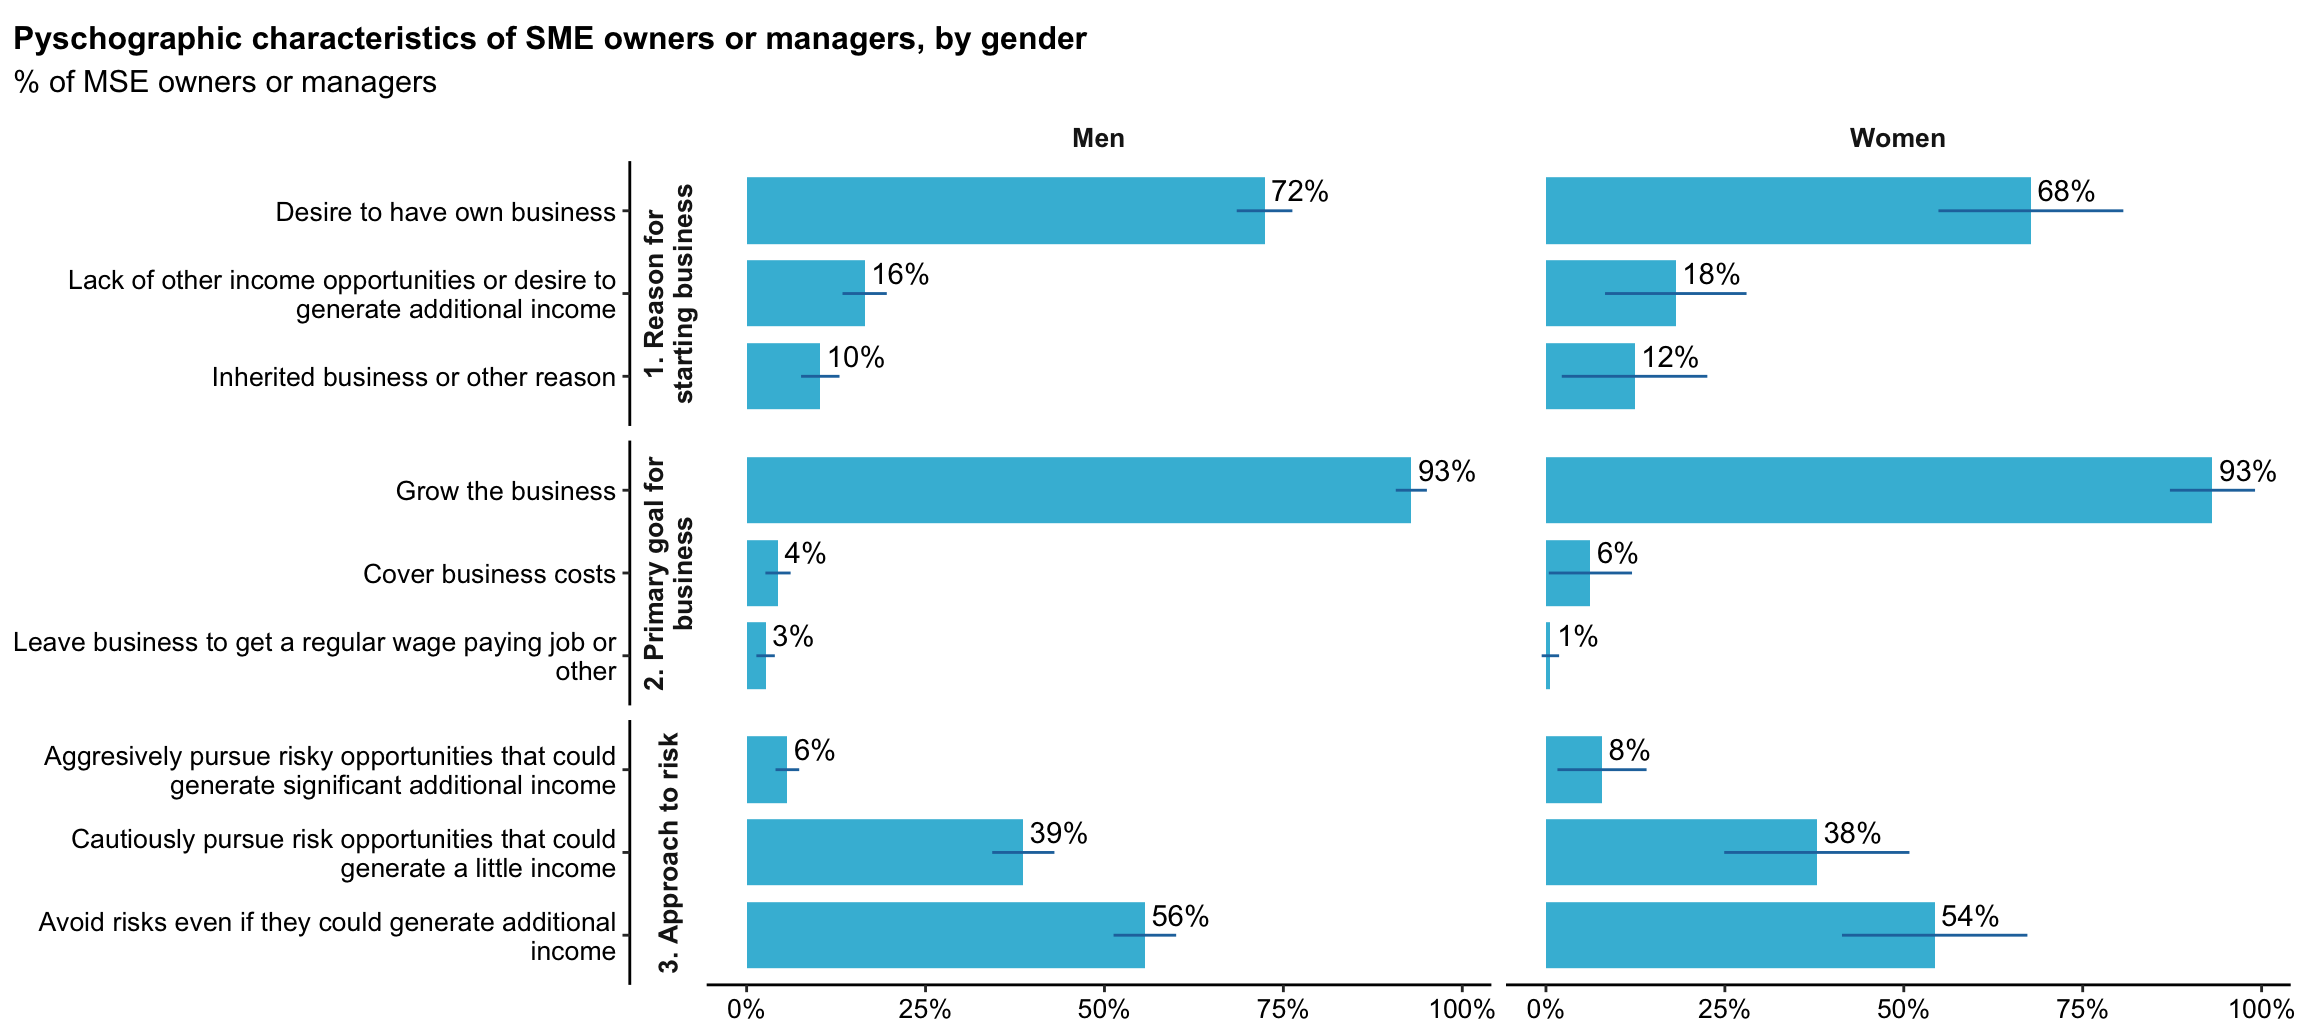 Pyschographic characteristics of SME owners or managers, by gender
% of MSE owners or managers
Men
Women
1. Reason for
starting business
Desire to have own business
72%
68%
Lack of other income opportunities or desire to
generate additional income
16%
18%
Inherited business or other reason
10%
12%
2. Primary goal for
business
Grow the business
93%
93%
Cover business costs
4%
6%
Leave business to get a regular wage paying job or
other
3%
1%
3. Approach to risk
Aggresively pursue risky opportunities that could
generate significant additional income
6%
8%
Cautiously pursue risk opportunities that could
generate a little income
39%
38%
Avoid risks even if they could generate additional
income
56%
54%
0% 25% 50% 75% 100%
0% 25% 50% 75% 100%